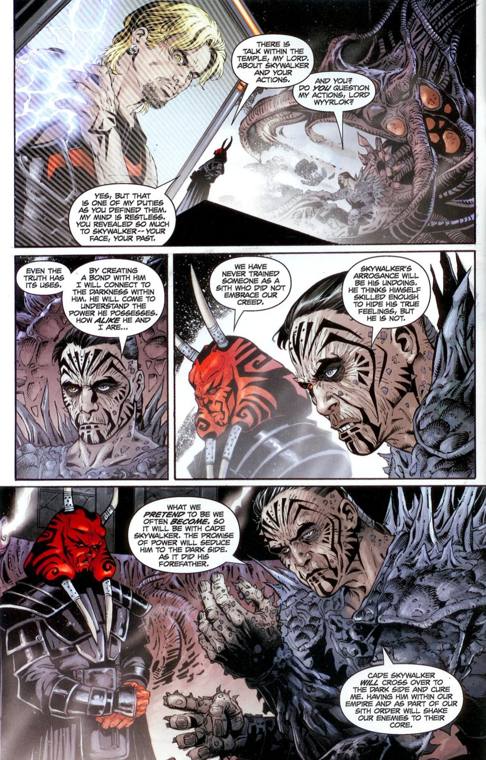 THERE IS
TALK WITHIN THE
TEMPLE, MY LORD.
ABOUT SKYWALKER
AND YOUR
ACTIONS.
AND YOU?
DO YOU QUESTION
MY ACTIONS, LORD
WYYRLOK?
YES, BUT THAT
IS ONE OF MY DUTIES
AS YOU DEFINED THEM.
MY MIND IS RESTLESS.
YOU REVEALED SO MUCH
TO SKYWALKER--YOUR
FACE, YOUR PAST.
EVEN THE
TRUTH HAS
ITS USES.
BY CREATING
A BOND WITH HIM
I WILL CONNECT TO
THE DARKNESS WITHIN
HIM. HE WILL COME TO
UNDERSTAND THE
POWER HE POSSESSES.
HOW ALIKE HE AND
I ARE...
WE HAVE
NEVER TRAINED
SOMEONE AS A
SITH WHO DID NOT
EMBRACE OUR
CREED.
SKYWALKER'S
ARROGANCE WILL
BE HIS UNDOING. HE
THINKS HIMSELF
SKILLED ENOUGH
TO HIDE HIS TRUE
FEELINGS, BUT
HE IS NOT.
WHAT WE
PRETEND TO BE WE
OFTEN BECOME. SO
IT WILL BE WITH CADE
SKYWALKER. THE PROMISE
OF POWER WILL SEDUCE
HIM TO THE DARK SIDE.
AS IT DID HIS
FOREFATHER.
CADE SKYWALKER
WILL CROSS OVER TO
THE DARK SIDE AND CURE
ME. HAVING HIM WITHIN OUR
EMPIRE AND AS PART OF OUR
SITH ORDER WILL SHAKE
OUR ENEMIES TO THEIR
CORE.